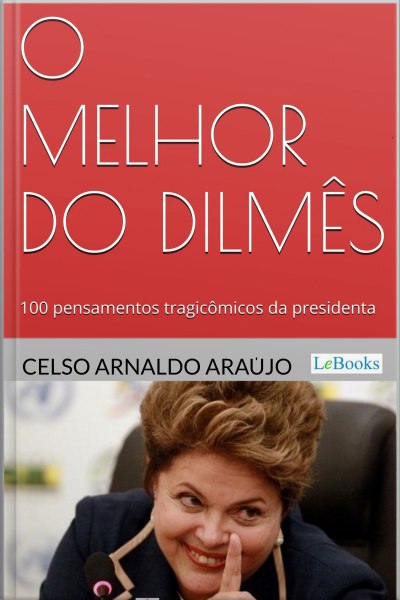 O
MELHOR
DO DILMÊS
100 pensamentos tragicômicos da presidenta
CELSO ARNALDO ARAÚJO
LeBooks